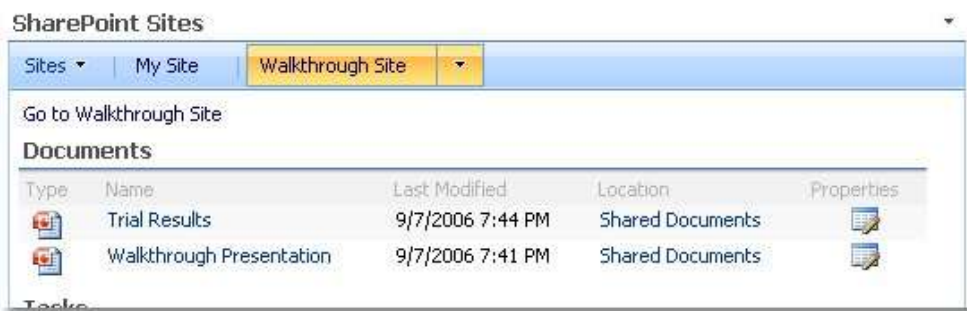 SharePoint Sites
Sites My Site Walkthrough Site
Go to Walkthrough Site
Documents
Type Name Last Modified Location Properties
Trial Results 9/7/2006 7:44 PM Shared Documents
Walkthrough Presentation 9/7/2006 7:41 PM Shared Documents
Tasks